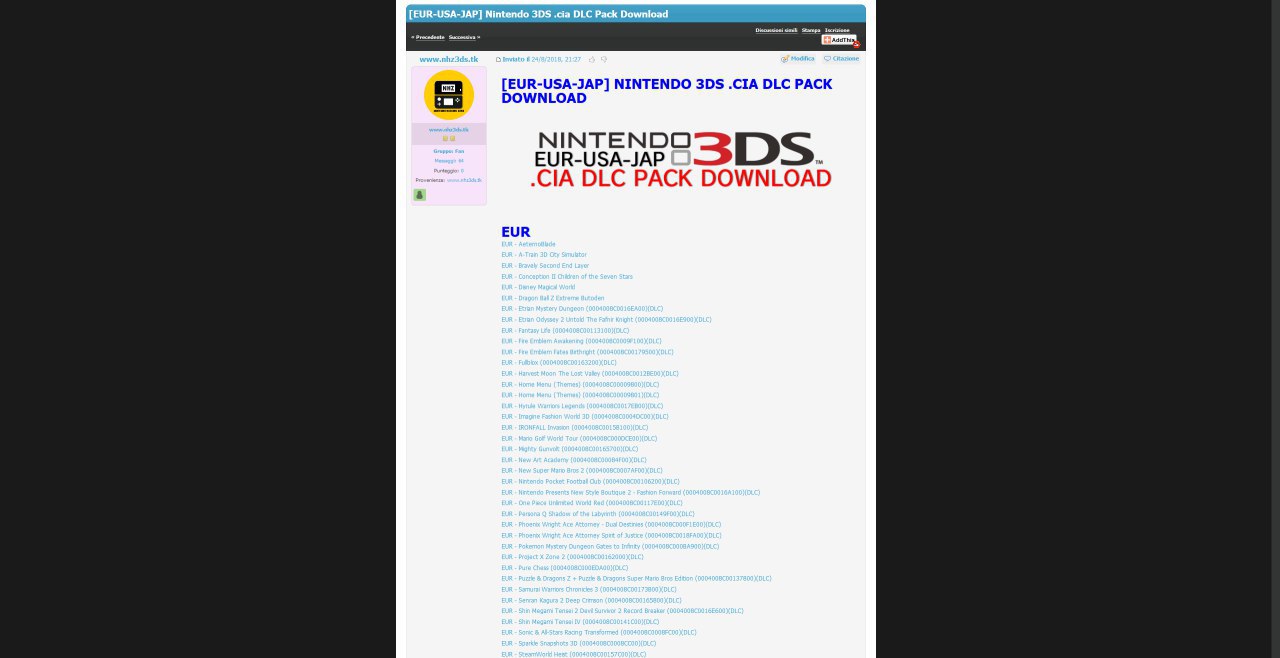 [EUR-USA-JAP] Nintendo 3DS .cia DLC Pack Download
Discussioni simili Stampa Iscrizione
« Precedente Successiva »
AddThis
www.nhz3ds.tk
Inviato il 24/8/2018, 21:27
Modifica Citazione
[EUR-USA-JAP] NINTENDO 3DS .CIA DLC PACK
DOWNLOAD
NHZ
www.nhz3ds.tk
Gruppo: Fan
Messaggi: 64
Punteggio: 0
Provenienza: www.nhz3ds.tk
NINTENDO 3DS™
EUR-USA-JAP
.CIA DLC PACK DOWNLOAD
EUR
EUR - AeternoBlade
EUR - A-Train 3D City Simulator
EUR - Bravely Second End Layer
EUR - Conception II Children of the Seven Stars
EUR - Disney Magical World
EUR - Dragon Ball Z Extreme Butoden
EUR - Etrian Mystery Dungeon (0004008C0016EA00)(DLC)
EUR - Etrian Odyssey 2 Untold The Fafnir Knight (0004008C0016E900)(DLC)
EUR - Fantasy Life (0004008C00113100)(DLC)
EUR - Fire Emblem Awakening (0004008C0009F100)(DLC)
EUR - Fire Emblem Fates Birthright (0004008C00179500)(DLC)
EUR - Fullblox (0004008C00163200)(DLC)
EUR - Harvest Moon The Lost Valley (0004008C0012BE00)(DLC)
EUR - Home Menu (Themes) (0004008C00009800)(DLC)
EUR - Home Menu (Themes) (0004008C00009801)(DLC)
EUR - Hyrule Warriors Legends (0004008C0017EB00)(DLC)
EUR - Imagine Fashion World 3D (0004008C0004DC00)(DLC)
EUR - IRONFALL Invasion (0004008C0015B100)(DLC)
EUR - Mario Golf World Tour (0004008C000DCE00)(DLC)
EUR - Mighty Gunvolt (0004008C00165700)(DLC)
EUR - New Art Academy (0004008C00084F00)(DLC)
EUR - New Super Mario Bros 2 (0004008C0007AF00)(DLC)
EUR - Nintendo Pocket Football Club (0004008C00106200)(DLC)
EUR - Nintendo Presents New Style Boutique 2 - Fashion Forward (0004008C0016A100)(DLC)
EUR - One Piece Unlimited World Red (0004008C00117E00)(DLC)
EUR - Persona Q Shadow of the Labyrinth (0004008C00149F00)(DLC)
EUR - Phoenix Wright Ace Attorney - Dual Destinies (0004008C000F1E00)(DLC)
EUR - Phoenix Wright Ace Attorney Spirit of Justice (0004008C0018FA00)(DLC)
EUR - Pokemon Mystery Dungeon Gates to Infinity (0004008C000BA900)(DLC)
EUR - Project X Zone 2 (0004008C00162000)(DLC)
EUR - Pure Chess (0004008C000EDA00)(DLC)
EUR - Puzzle & Dragons Z + Puzzle & Dragons Super Mario Bros Edition (0004008C00137800)(DLC)
EUR - Samurai Warriors Chronicles 3 (0004008C00173B00)(DLC)
EUR - Senran Kagura 2 Deep Crimson (0004008C00165800)(DLC)
EUR - Shin Megami Tensei 2 Devil Survivor 2 Record Breaker (0004008C0016E600)(DLC)
EUR - Shin Megami Tensei IV (0004008C00141C00)(DLC)
EUR - Sonic & All-Stars Racing Transformed (0004008C0008FC00)(DLC)
EUR - Sparkle Snapshots 3D (0004008C0008CC00)(DLC)
EUR - SteamWorld Heat (0004008C00157C00)(DLC)